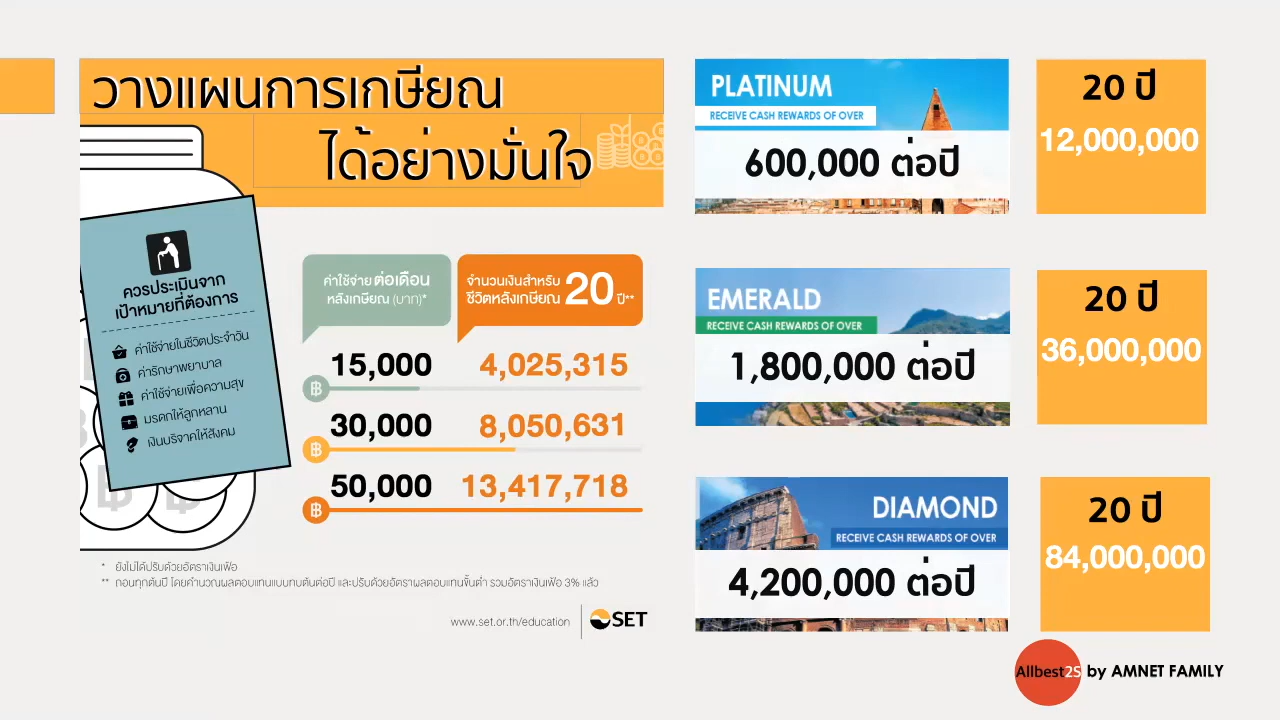 วางแผนการเกษียณ
ได้อย่างมั่นใจ
ควรประเมินจาก
เป้าหมายที่ต้องการ
ค่าใช้จ่ายในชีวิตประจำวัน
ค่ารักษาพยาบาล
ค่าใช้จ่ายเพื่อความสุข
มรดกให้ลูกหลาน
เงินบริจาคให้สังคม
ค่าใช้จ่ายต่อเดือน
หลังเกษียณ (บาท)*
จำนวนเงินสำหรับ
ชีวิตหลังเกษียณ 20 ปี**
15,000 4,025,315
30,000 8,050,631
50,000 13,417,718
* ยังไม่ได้ปรับด้วยอัตราเงินเฟ้อ
** ถอนทุกต้นปี โดยคำนวณผลตอบแทนแบบทบต้นต่อปี และปรับด้วยอัตราผลตอบแทนขั้นต่ำ รวมอัตราเงินเฟ้อ 3% แล้ว
www.set.or.th/education
SET
PLATINUM
RECEIVE CASH REWARDS OF OVER
600,000 ต่อปี
20 ปี
12,000,000
EMERALD
RECEIVE CASH REWARDS OF OVER
1,800,000 ต่อปี
20 ปี
36,000,000
DIAMOND
RECEIVE CASH REWARDS OF OVER
4,200,000 ต่อปี
20 ปี
84,000,000
Allbest2S by AMNET FAMILY